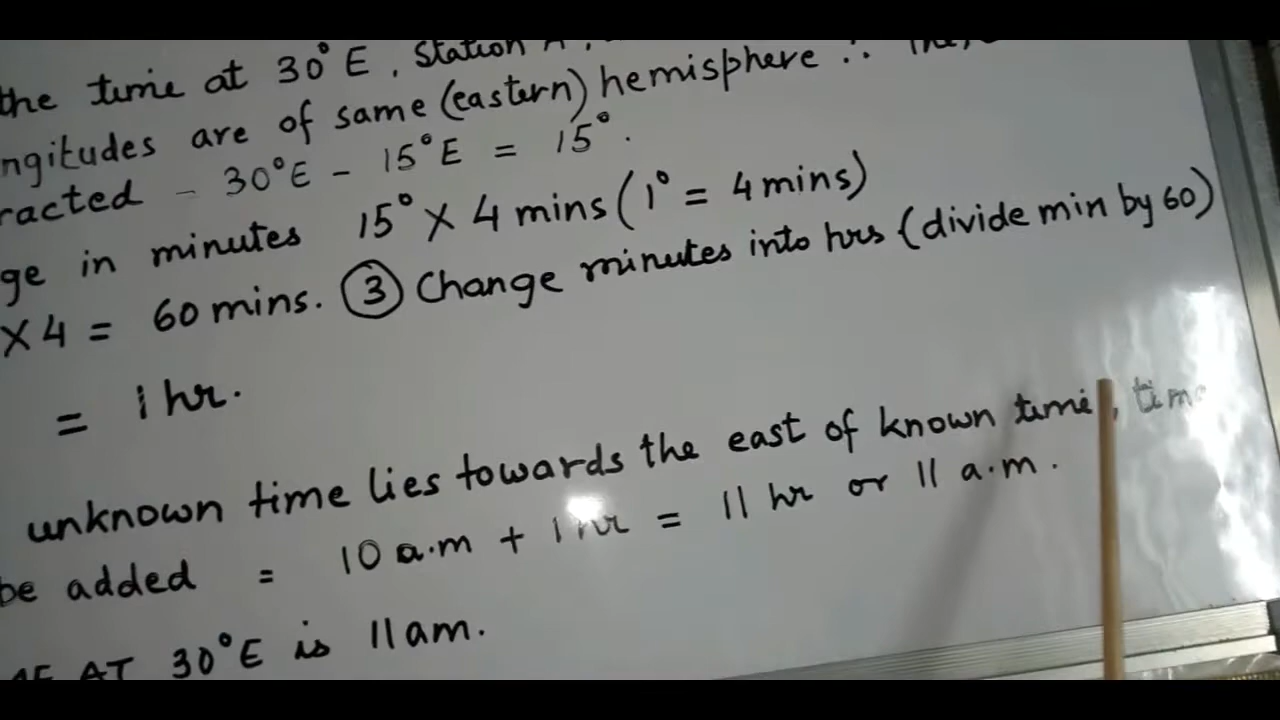 the time at 30°E. Station A
ngitudes are of same (eastern) hemisphere ∴
racted - 30°E - 15°E = 15°.
ge in minutes 15° X 4 mins (1° = 4 mins)
X 4 = 60 mins. ③ Change minutes into hrs (divide min by 60)
= 1 hr.
unknown time lies towards the east of known time, time
be added = 10 a.m + 1 hr = 11 hr or 11 a.m.
AT 30°E is 11am.